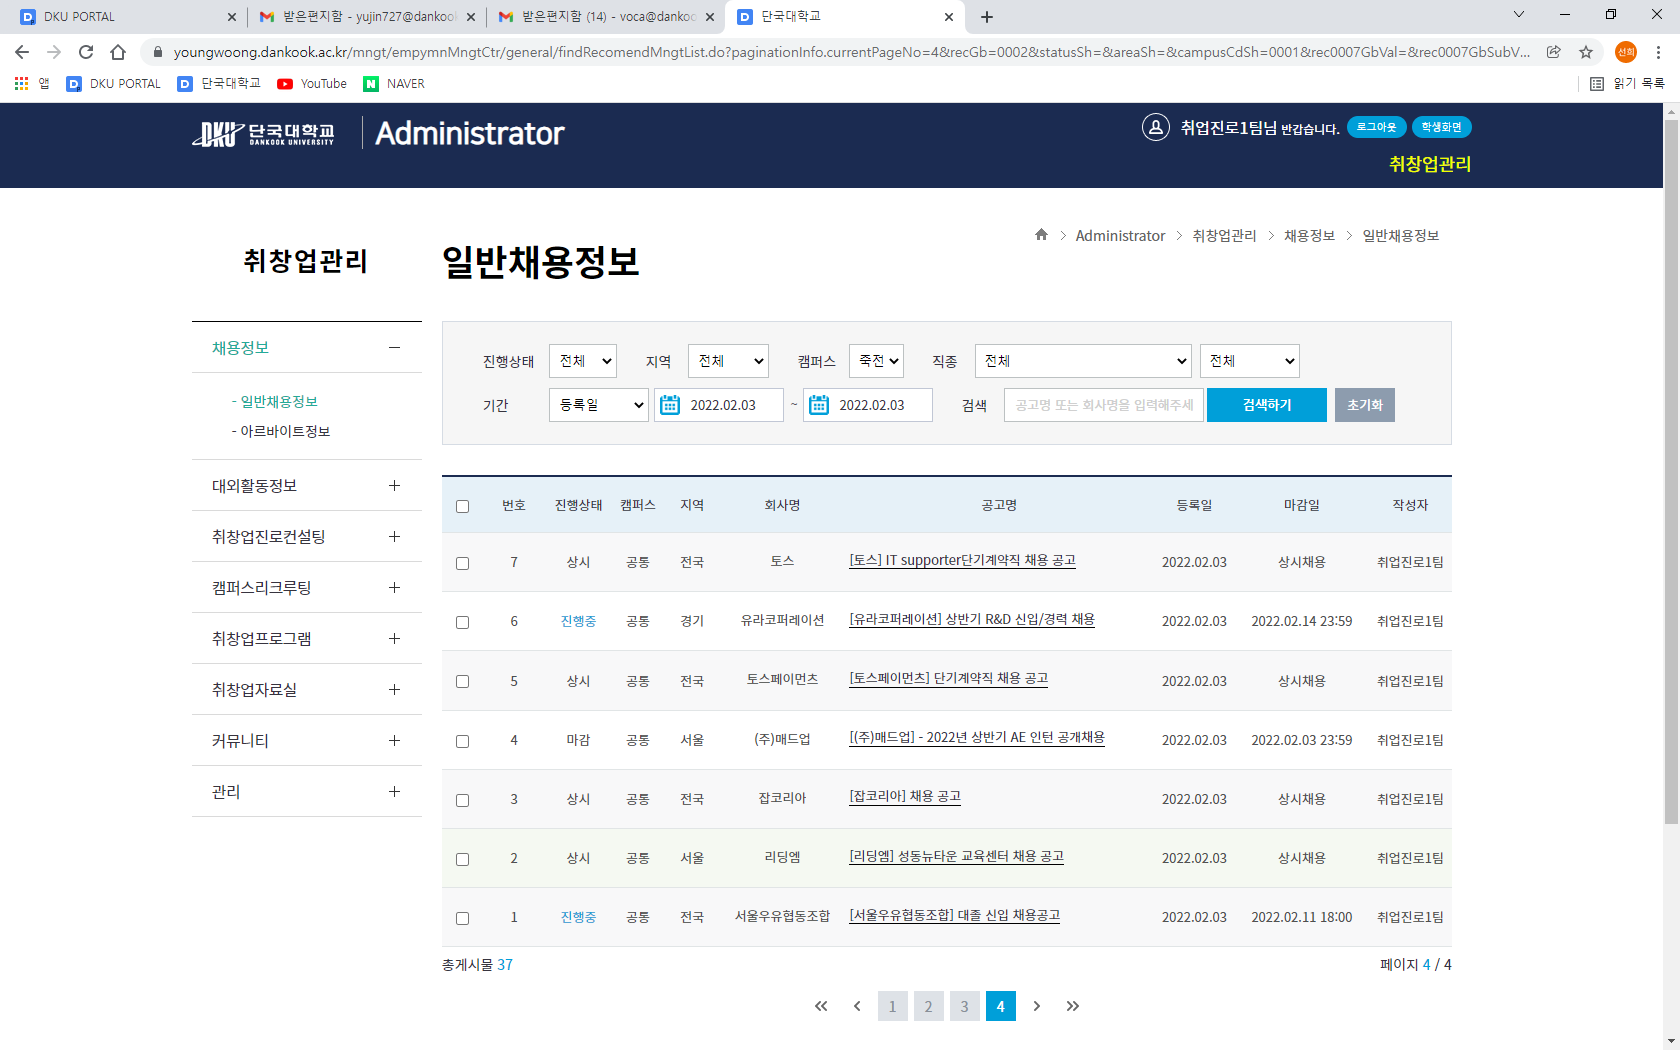 DKU PORTAL
받은편지함 - yujin727@dankook
받은편지함 (14) - voca@dankoo
단국대학교
youngwoong.dankook.ac.kr/mngt/empymnMngtCtr/general/findRecomendMngtList.do?paginationInfo.currentPageNo=4&recGb=0002&statusSh=&areaSh=&campusCdSh=0001&rec0007GbVal=&rec0007GbSubV...
선희
앱
DKU PORTAL
단국대학교
YouTube
NAVER
읽기 목록
DKU 단국대학교
DANKOOK UNIVERSITY
Administrator
취업진로1팀님 반갑습니다.
로그아웃
학생화면
취창업관리
취창업관리
일반채용정보
Administrator > 취창업관리 > 채용정보 > 일반채용정보
채용정보
- 일반채용정보
- 아르바이트정보
대외활동정보
취창업진로컨설팅
캠퍼스리크루팅
취창업프로그램
취창업자료실
커뮤니티
관리
진행상태 전체 지역 전체 캠퍼스 죽전 직종 전체 전체
기간 등록일 2022.02.03 ~ 2022.02.03 검색 공고명 또는 회사명을 입력해주세 검색하기 초기화
번호 진행상태 캠퍼스 지역 회사명 공고명 등록일 마감일 작성자
7 상시 공통 전국 토스 [토스] IT supporter단기계약직 채용 공고 2022.02.03 상시채용 취업진로1팀
6 진행중 공통 경기 유라코퍼레이션 [유라코퍼레이션] 상반기 R&D 신입/경력 채용 2022.02.03 2022.02.14 23:59 취업진로1팀
5 상시 공통 전국 토스페이먼츠 [토스페이먼츠] 단기계약직 채용 공고 2022.02.03 상시채용 취업진로1팀
4 마감 공통 서울 (주)매드업 [(주)매드업] - 2022년 상반기 AE 인턴 공개채용 2022.02.03 2022.02.03 23:59 취업진로1팀
3 상시 공통 전국 잡코리아 [잡코리아] 채용 공고 2022.02.03 상시채용 취업진로1팀
2 상시 공통 서울 리딩엠 [리딩엠] 성동뉴타운 교육센터 채용 공고 2022.02.03 상시채용 취업진로1팀
1 진행중 공통 전국 서울우유협동조합 [서울우유협동조합] 대졸 신입 채용공고 2022.02.03 2022.02.11 18:00 취업진로1팀
총게시물 37
페이지 4 / 4
1 2 3 4